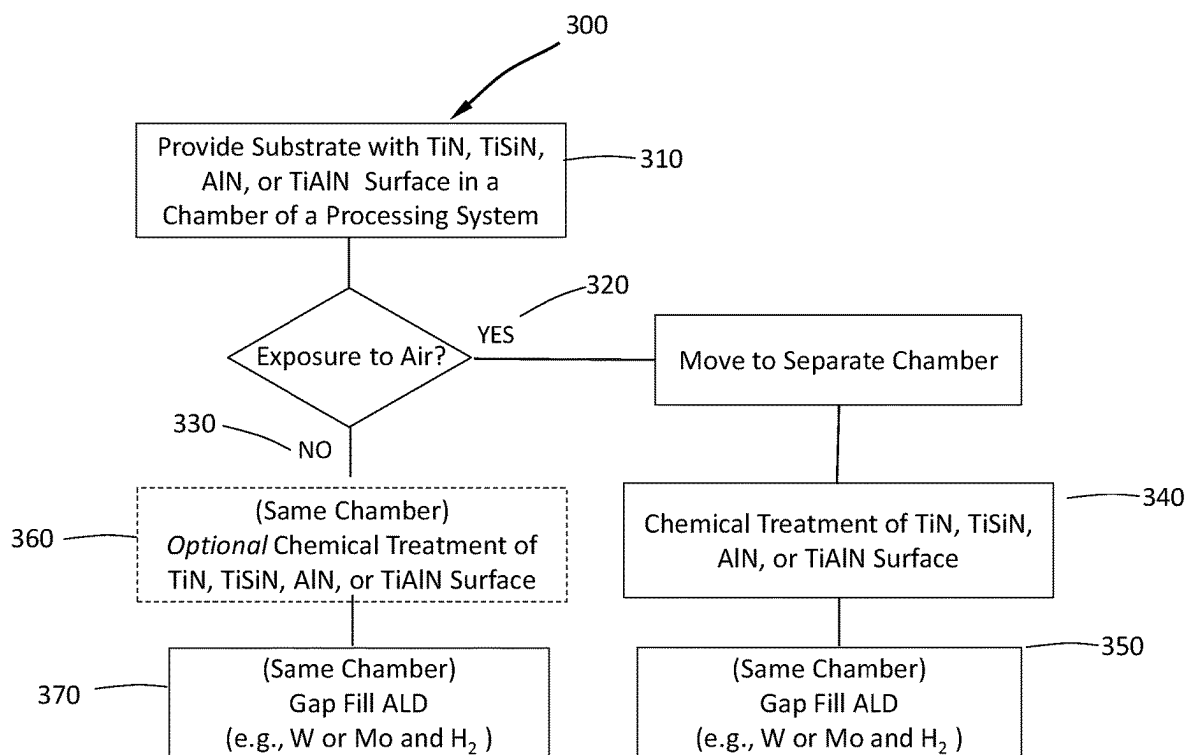 300
Provide Substrate with TiN, TiSiN,
AlN, or TiAlN Surface in a
Chamber of a Processing System
310
320
YES
Exposure to Air?
Move to Separate Chamber
330
NO
(Same Chamber)
Optional Chemical Treatment of
TiN, TiSiN, AlN, or TiAlN Surface
360
340
Chemical Treatment of TiN, TiSiN,
AlN, or TiAlN Surface
(Same Chamber)
Gap Fill ALD
(e.g., W or Mo and H₂ )
370
350
(Same Chamber)
Gap Fill ALD
(e.g., W or Mo and H₂ )